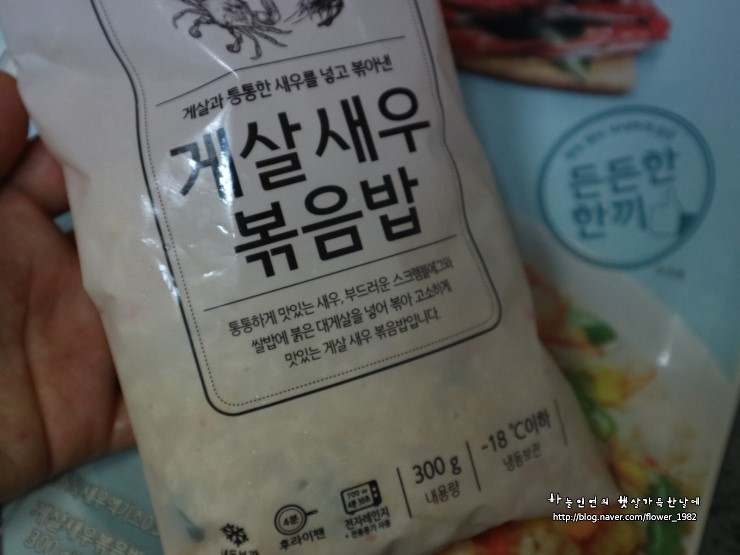 게살과 통통한 새우를 넣고 볶아낸
게살 새우
볶음밥
통통하게 맛있는 새우, 부드러운 스크램블에그와
쌀밥에 붉은 대게살을 넣어 볶아 고소하게
맛있는 게살 새우 볶음밥입니다.
든든한
한끼
300 g
내용량
-18 ℃이하
냉동보관
4분
후라이팬
700 W
전자레인지
하늘인연의 햇살가득한날에
http://blog.naver.com/flower_1982